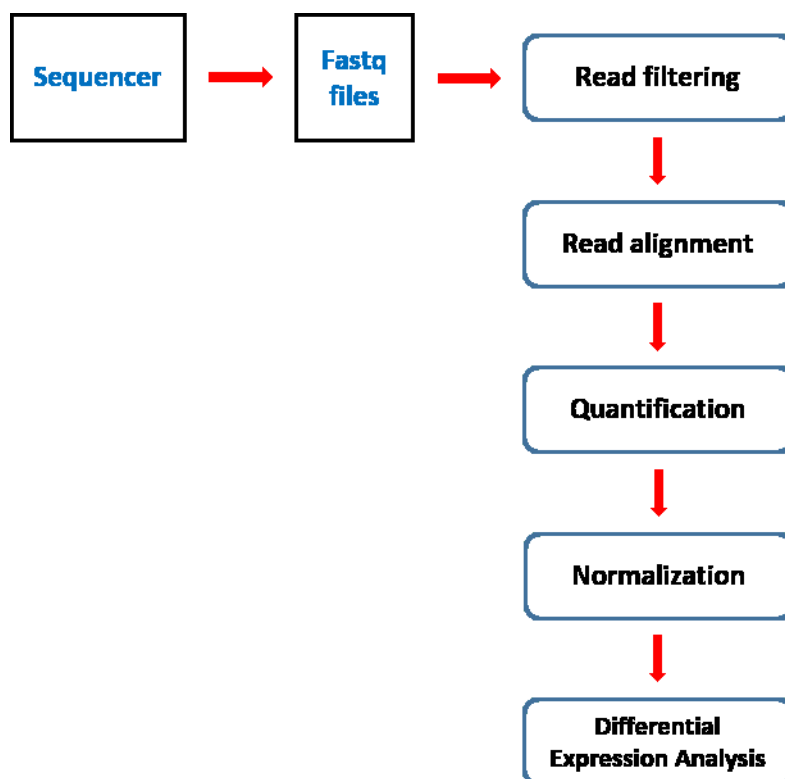 Sequencer
Fastq
files
Read filtering
Read alignment
Quantification
Normalization
Differential
Expression Analysis